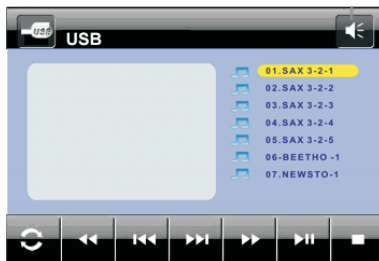 USB
USB
01.SAX 3-2-1
02.SAX 3-2-2
03.SAX 3-2-3
04.SAX 3-2-4
05.SAX 3-2-5
06-BEETHO -1
07.NEWSTO-1